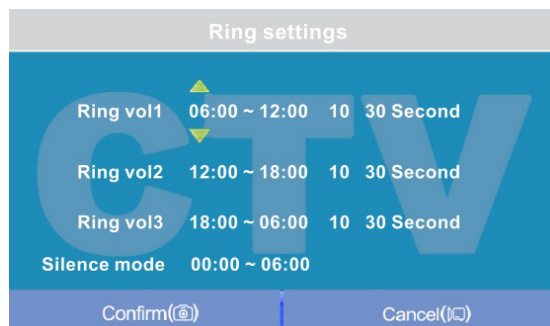 Ring settings
CTV
Ring vol1 06:00 ~ 12:00 10 30 Second
Ring vol2 12:00 ~ 18:00 10 30 Second
Ring vol3 18:00 ~ 06:00 10 30 Second
Silence mode 00:00 ~ 06:00
Confirm() Cancel()